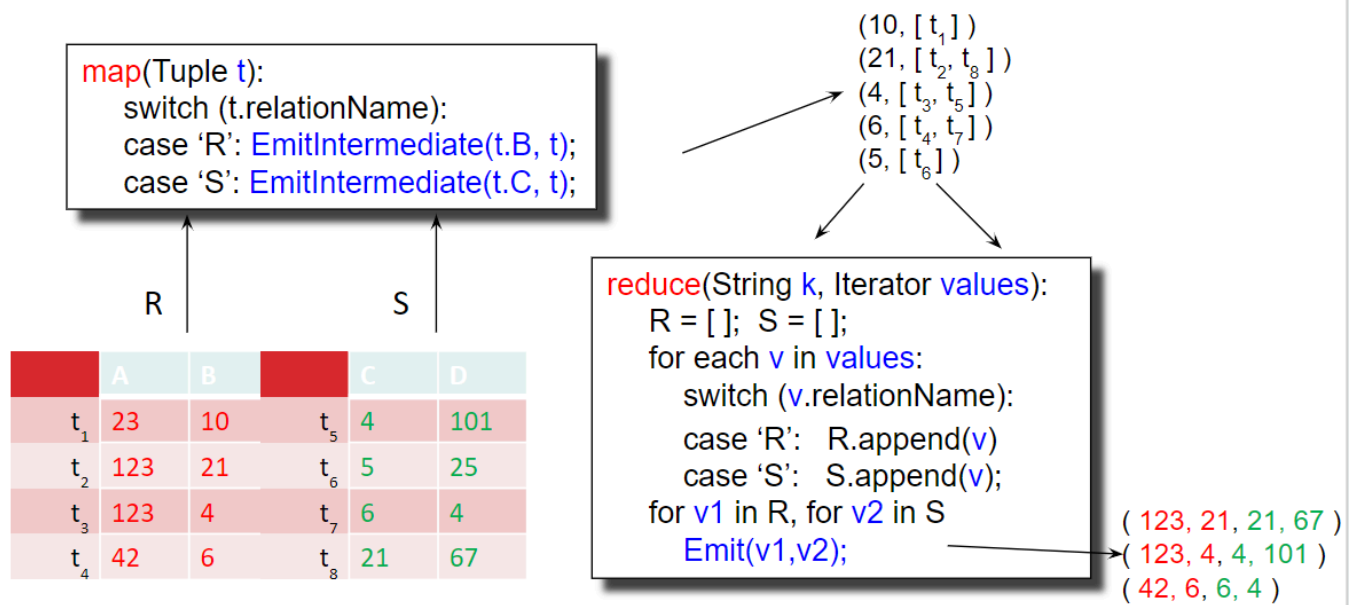 map(Tuple t):
switch (t.relationName):
case ‘R’: EmitIntermediate(t.B, t);
case ‘S’: EmitIntermediate(t.C, t);
R
S
A B C D
t1 23 10 t5 4 101
t2 123 21 t6 5 25
t3 123 4 t7 6 4
t4 42 6 t8 21 67
(10, [ t1 ] )
(21, [ t2, t8 ] )
(4, [ t3, t5 ] )
(6, [ t4, t7 ] )
(5, [ t6 ] )
reduce(String k, Iterator values):
R = [ ]; S = [ ];
for each v in values:
switch (v.relationName):
case ‘R’: R.append(v)
case ‘S’: S.append(v);
for v1 in R, for v2 in S
Emit(v1,v2);
( 123, 21, 21, 67 )
( 123, 4, 4, 101 )
( 42, 6, 6, 4 )